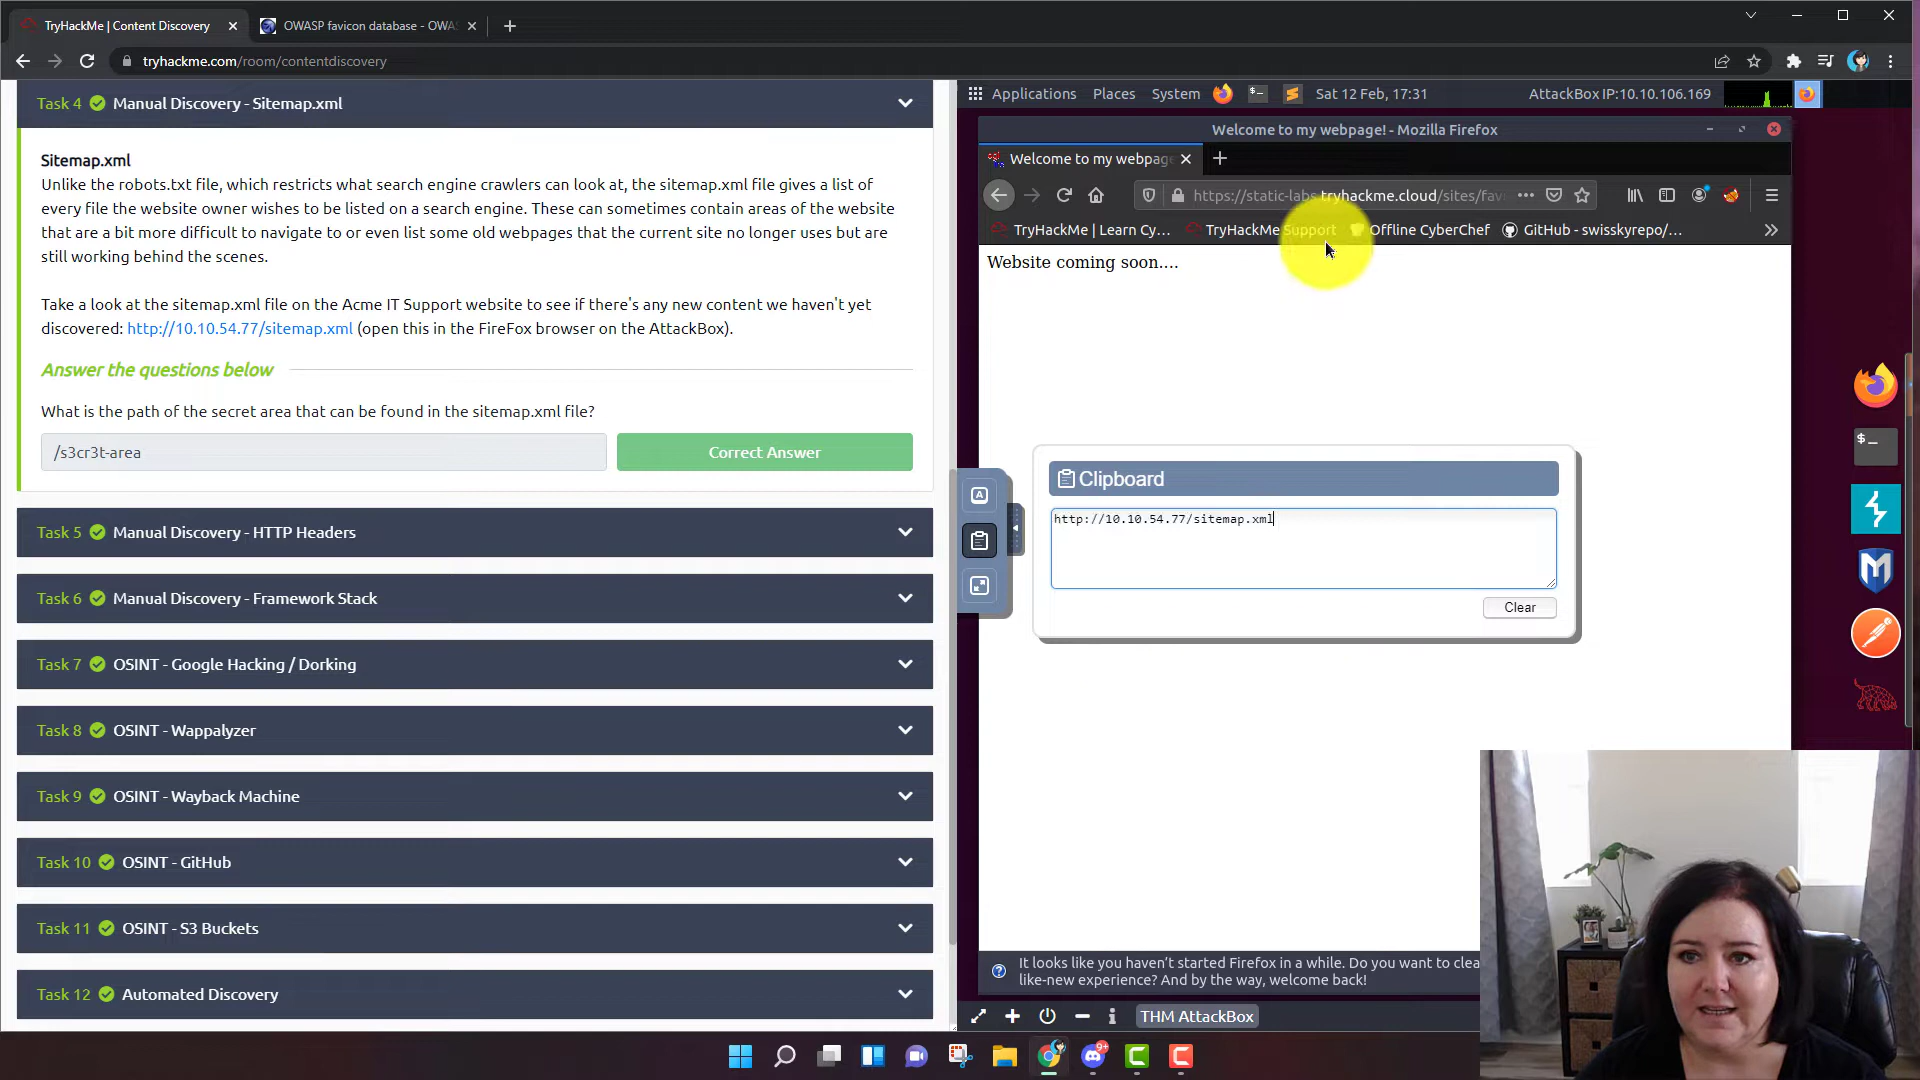 TryHackMe | Content Discovery
OWASP favicon database - OWA
tryhackme.com/room/contentdiscovery
Task 4 Manual Discovery - Sitemap.xml
Sitemap.xml
Unlike the robots.txt file, which restricts what search engine crawlers can look at, the sitemap.xml file gives a list of
every file the website owner wishes to be listed on a search engine. These can sometimes contain areas of the website
that are a bit more difficult to navigate to or even list some old webpages that the current site no longer uses but are
still working behind the scenes.
Take a look at the sitemap.xml file on the Acme IT Support website to see if there's any new content we haven't yet
discovered: http://10.10.54.77/sitemap.xml (open this in the FireFox browser on the AttackBox).
Answer the questions below
What is the path of the secret area that can be found in the sitemap.xml file?
/s3cr3t-area
Correct Answer
Task 5 Manual Discovery - HTTP Headers
Task 6 Manual Discovery - Framework Stack
Task 7 OSINT - Google Hacking / Dorking
Task 8 OSINT - Wappalyzer
Task 9 OSINT - Wayback Machine
Task 10 OSINT - GitHub
Task 11 OSINT - S3 Buckets
Task 12 Automated Discovery
Applications Places System
Sat 12 Feb, 17:31
AttackBox IP:10.10.106.169
Welcome to my webpage! - Mozilla Firefox
Welcome to my webpage
https://static-labs.tryhackme.cloud/sites/fav
TryHackMe | Learn Cy...
TryHackMe Support
Offline CyberChef
GitHub - swisskyrepo/...
Website coming soon....
Clipboard
http://10.10.54.77/sitemap.xml
Clear
It looks like you haven't started Firefox in a while. Do you want to clea
like-new experience? And by the way, welcome back!
THM AttackBox
9+